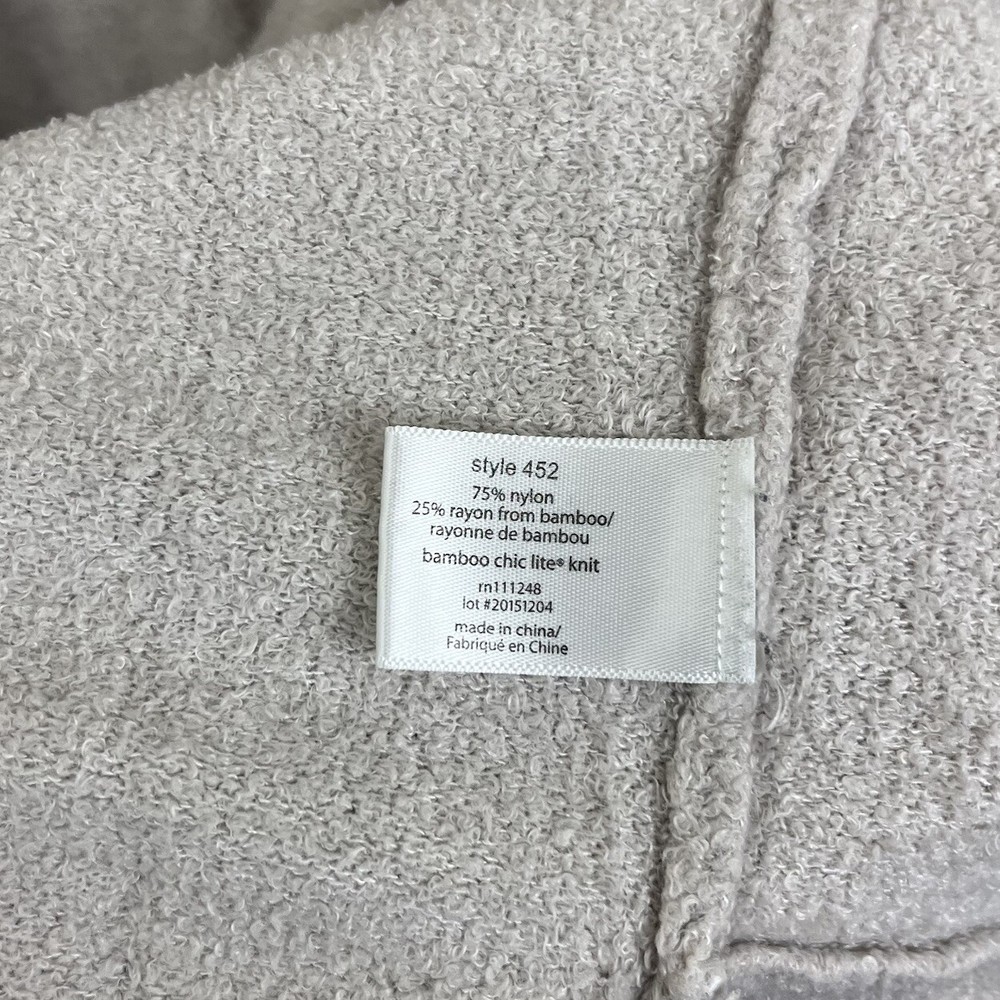 style 452
75% nylon
25% rayon from bamboo/
rayonne de bambou
bamboo chic lite® knit
rn111248
lot #20151204
made in china/
Fabriqué en Chine